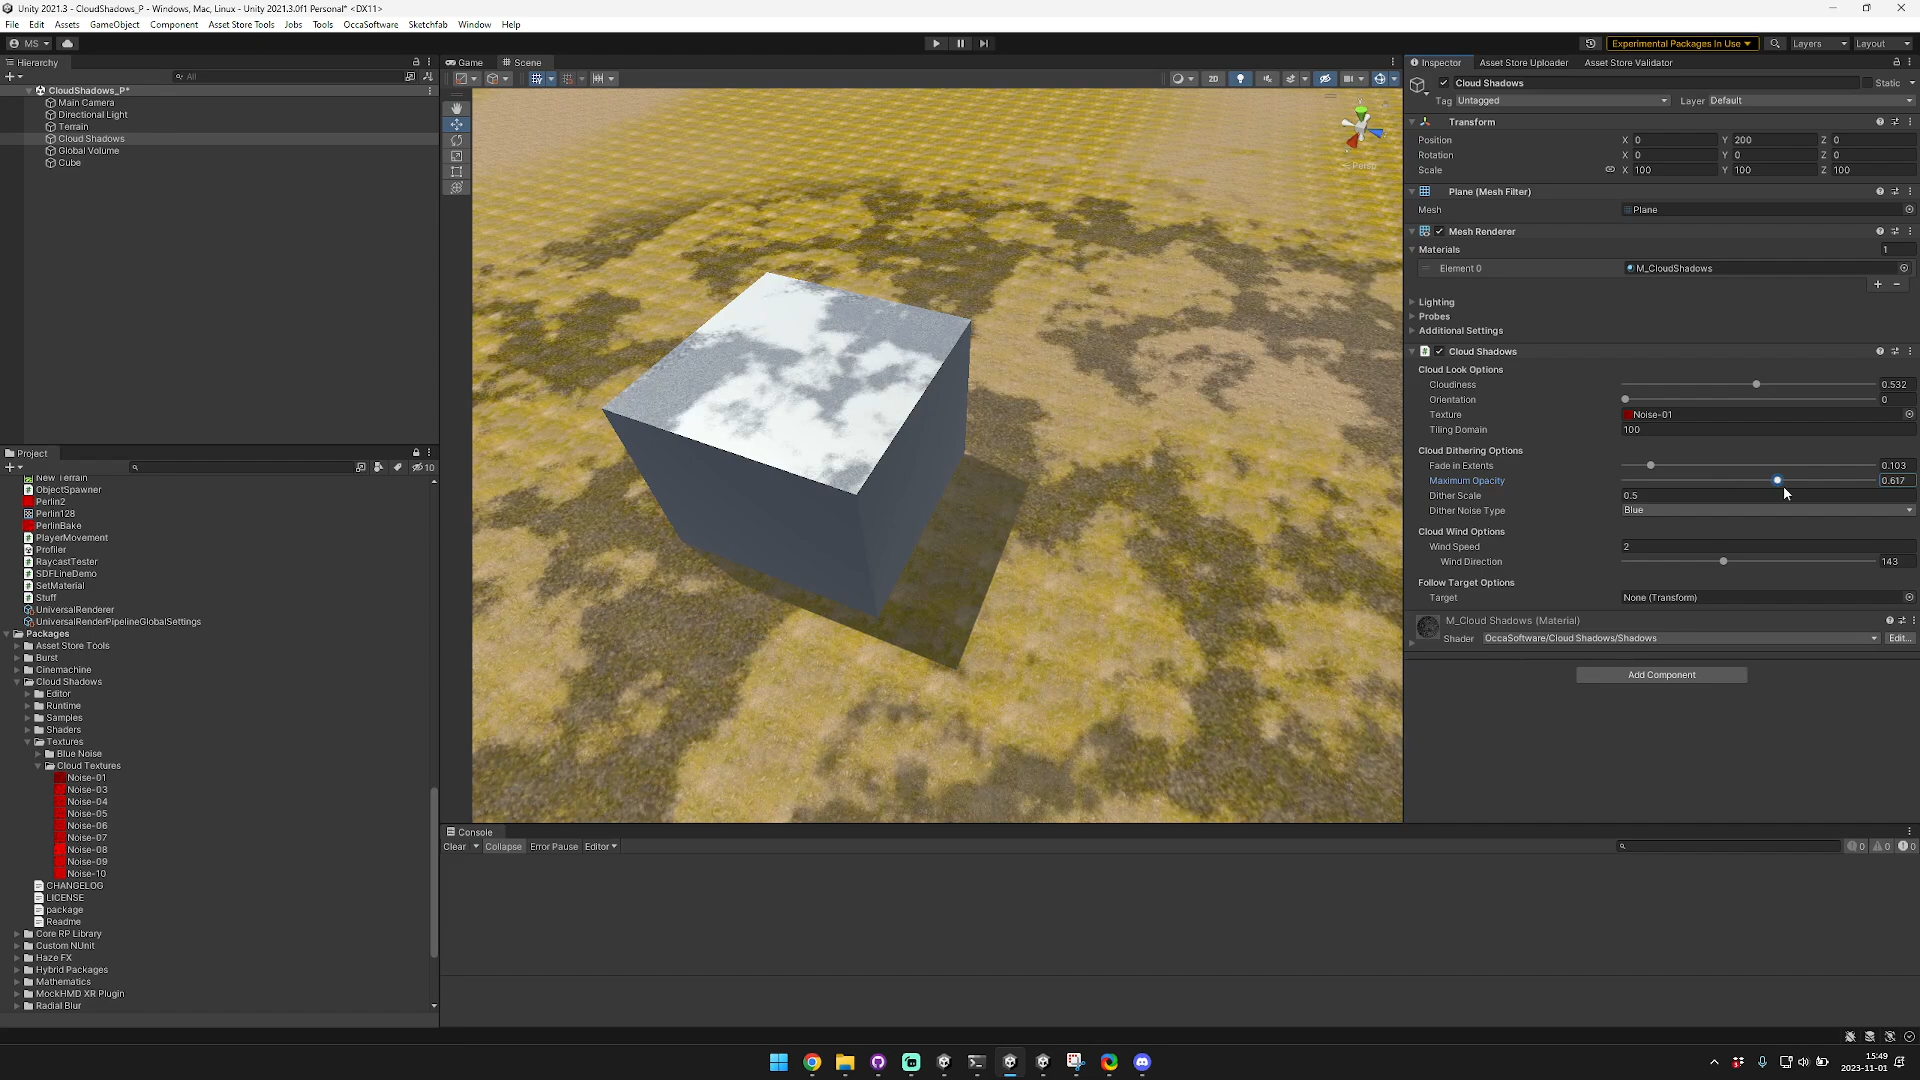 Unity 2021.3 - CloudShadows_P - Windows, Mac, Linux - Unity 2021.3.0f1 Personal* <DX11>
File Edit Assets GameObject Component Asset Store Tools Jobs Tools OccaSoftware Sketchfab Window Help
MS
Experimental Packages In Use
Layers
Layout
Hierarchy
All
CloudShadows_P*
Main Camera
Directional Light
Terrain
Cloud Shadows
Global Volume
Cube
Project
10
New Terrain
ObjectSpawner
Perlin2
Perlin128
PerlinBake
PlayerMovement
Profiler
RaycastTester
SDFLineDemo
SetMaterial
Stuff
UniversalRenderer
UniversalRenderPipelineGlobalSettings
Packages
Asset Store Tools
Burst
Cinemachine
Cloud Shadows
Editor
Runtime
Samples
Shaders
Textures
Blue Noise
Cloud Textures
Noise-01
Noise-03
Noise-04
Noise-05
Noise-06
Noise-07
Noise-08
Noise-09
Noise-10
CHANGELOG
LICENSE
package
Readme
Core RP Library
Custom NUnit
Haze FX
Hybrid Packages
Mathematics
MockHMD XR Plugin
Radial Blur
Game Scene
2D
Persp
Console
Clear Collapse Error Pause Editor
0 0 0
Inspector Asset Store Uploader Asset Store Validator
Cloud Shadows Static
Tag Untagged Layer Default
Transform
Position X 0 Y 200 Z 0
Rotation X 0 Y 0 Z 0
Scale X 100 Y 100 Z 100
Plane (Mesh Filter)
Mesh Plane
Mesh Renderer
Materials 1
Element 0 M_CloudShadows
Lighting
Probes
Additional Settings
Cloud Shadows
Cloud Look Options
Cloudiness 0.532
Orientation 0
Texture Noise-01
Tiling Domain 100
Cloud Dithering Options
Fade in Extents 0.103
Maximum Opacity 0.617
Dither Scale 0.5
Dither Noise Type Blue
Cloud Wind Options
Wind Speed 2
Wind Direction 143
Follow Target Options
Target None (Transform)
M_Cloud Shadows (Material)
Shader OccaSoftware/Cloud Shadows/Shadows Edit...
Add Component
15:49
2023-11-01